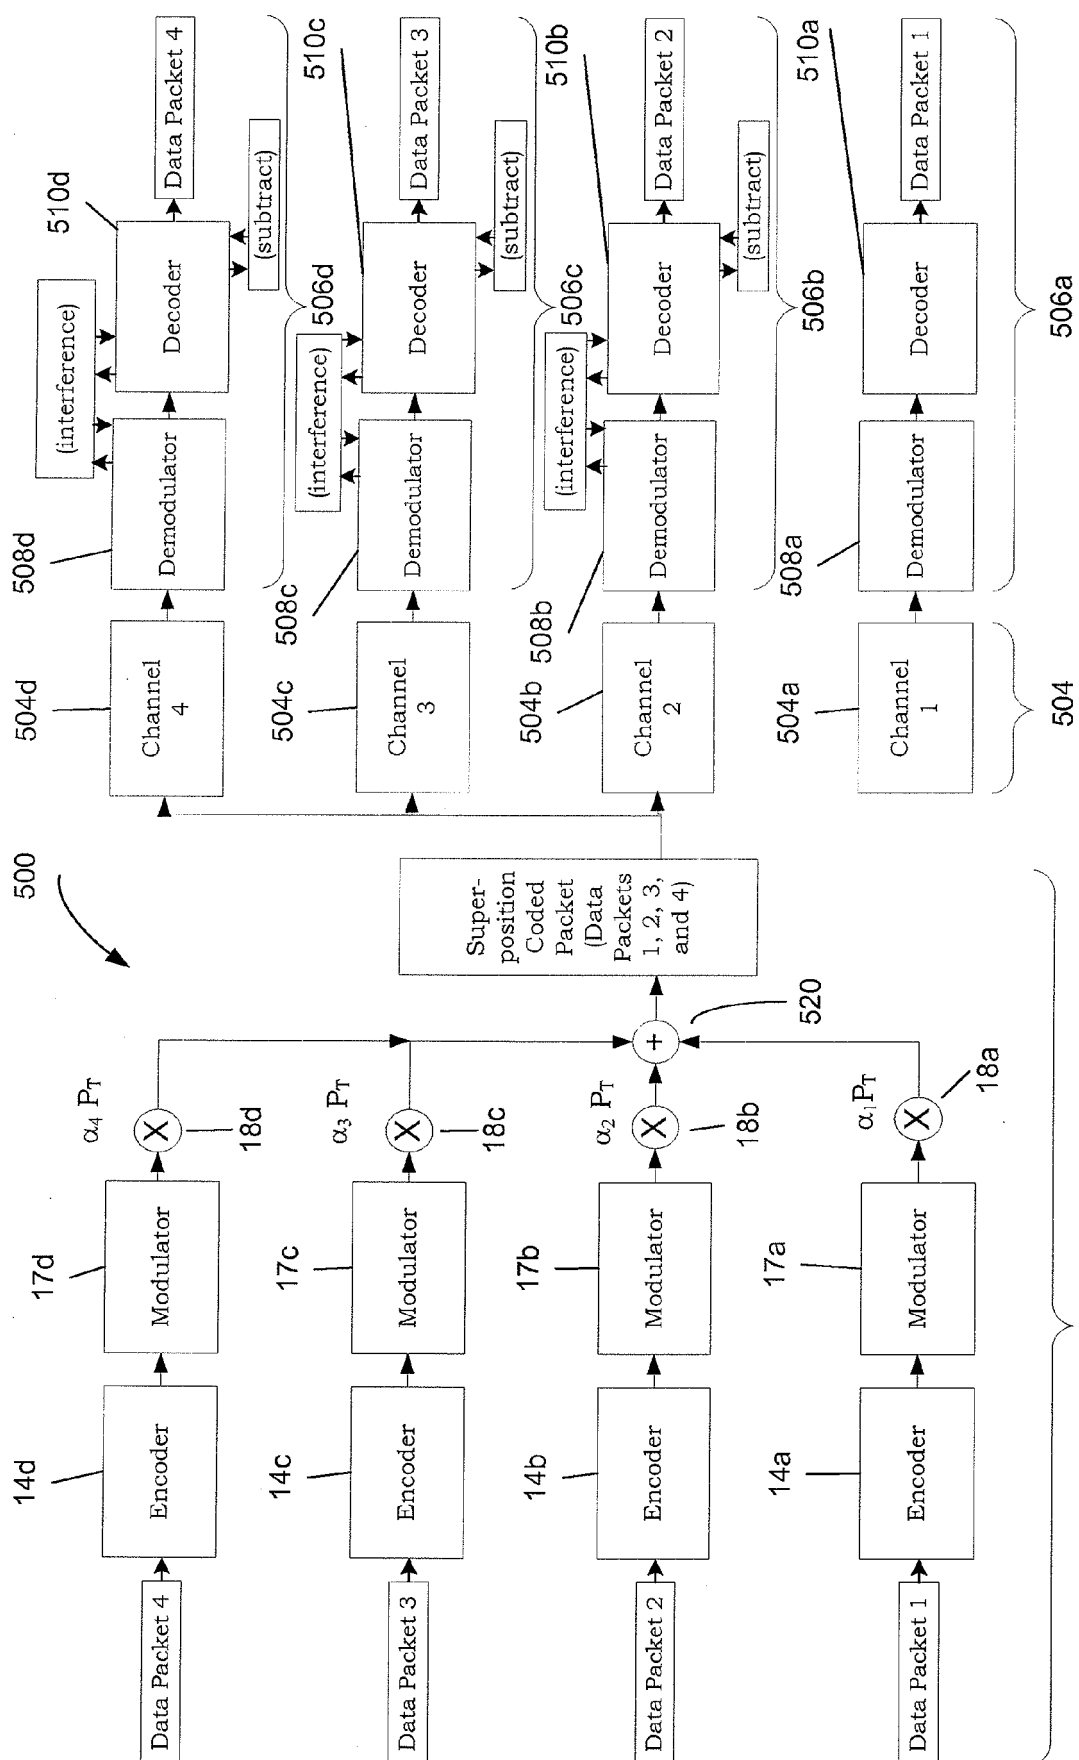 500
Data Packet 4
14d
Encoder
17d
Modulator
α₄ P_T
X
18d
504d
Channel
4
508d
Demodulator
(interference)
510d
Decoder
(subtract)
Data Packet 4
506d
Data Packet 3
14c
Encoder
17c
Modulator
α₃ P_T
X
18c
504c
Channel
3
508c
Demodulator
(interference)
510c
Decoder
(subtract)
Data Packet 3
506c
Data Packet 2
14b
Encoder
17b
Modulator
α₂ P_T
X
18b
+
520
Super-
position
Coded
Packet
(Data
Packets
1, 2, 3,
and 4)
504b
Channel
2
508b
Demodulator
(interference)
510b
Decoder
(subtract)
Data Packet 2
506b
Data Packet 1
14a
Encoder
17a
Modulator
α₁P_T
X
18a
504a
Channel
1
508a
Demodulator
510a
Decoder
Data Packet 1
504
506a